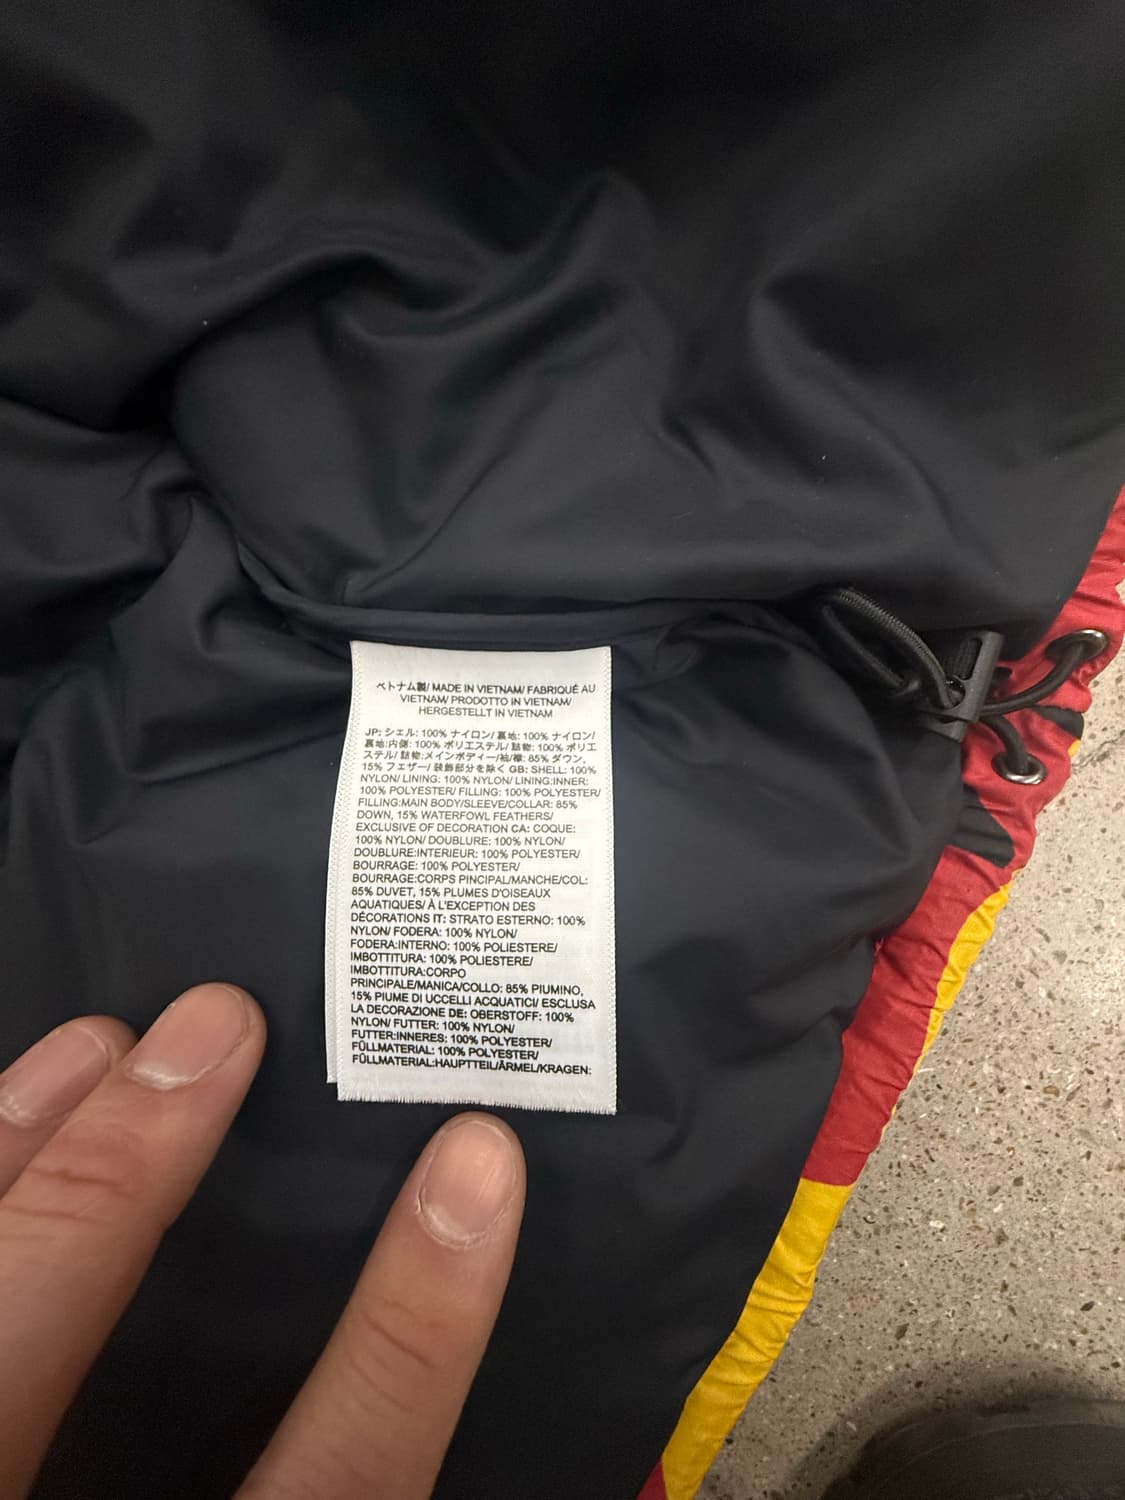 ベトナム製/ MADE IN VIETNAM/ FABRIQUÉ AU
VIETNAM/ PRODOTTO IN VIETNAM/
HERGESTELLT IN VIETNAM
JP: シェル: 100% ナイロン/ 裏地: 100% ナイロン/
裏地:内側: 100% ポリエステル/ 詰物: 100% ポリエ
ステル/ 詰物:メインボディー/袖/襟: 85% ダウン,
15% フェザー/ 装飾部分を除く GB: SHELL: 100%
NYLON/ LINING: 100% NYLON/ LINING:INNER:
100% POLYESTER/ FILLING: 100% POLYESTER/
FILLING:MAIN BODY/SLEEVE/COLLAR: 85%
DOWN, 15% WATERFOWL FEATHERS/
EXCLUSIVE OF DECORATION CA: COQUE:
100% NYLON/ DOUBLURE: 100% NYLON/
DOUBLURE:INTERIEUR: 100% POLYESTER/
BOURRAGE: 100% POLYESTER/
BOURRAGE:CORPS PINCIPAL/MANCHE/COL:
85% DUVET, 15% PLUMES D'OISEAUX
AQUATIQUES/ À L'EXCEPTION DES
DÉCORATIONS IT: STRATO ESTERNO: 100%
NYLON/ FODERA: 100% NYLON/
FODERA:INTERNO: 100% POLIESTERE/
IMBOTTITURA: 100% POLIESTERE/
IMBOTTITURA:CORPO
PRINCIPALE/MANICA/COLLO: 85% PIUMINO,
15% PIUME DI UCCELLI ACQUATICI/ ESCLUSA
LA DECORAZIONE DE: OBERSTOFF: 100%
NYLON/ FUTTER: 100% NYLON/
FUTTER:INNERES: 100% POLYESTER/
FÜLLMATERIAL: 100% POLYESTER/
FÜLLMATERIAL:HAUPTTEIL/ÄRMEL/KRAGEN: